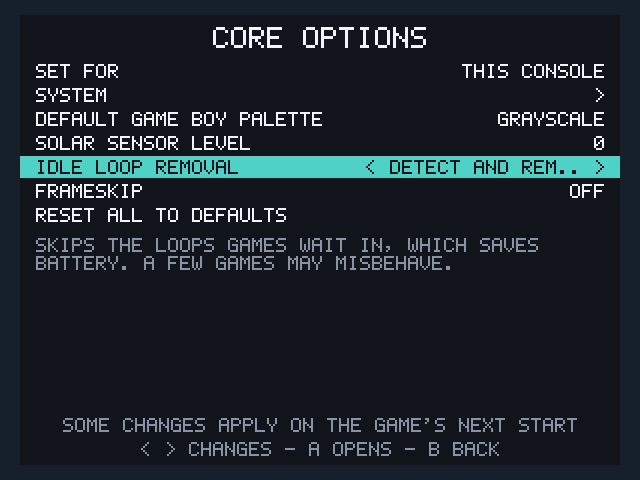 CORE OPTIONS
SET FOR THIS CONSOLE
SYSTEM >
DEFAULT GAME BOY PALETTE GRAYSCALE
SOLAR SENSOR LEVEL 0
IDLE LOOP REMOVAL < DETECT AND REM.. >
FRAMESKIP OFF
RESET ALL TO DEFAULTS
SKIPS THE LOOPS GAMES WAIT IN, WHICH SAVES
BATTERY. A FEW GAMES MAY MISBEHAVE.
SOME CHANGES APPLY ON THE GAME'S NEXT START
< > CHANGES - A OPENS - B BACK